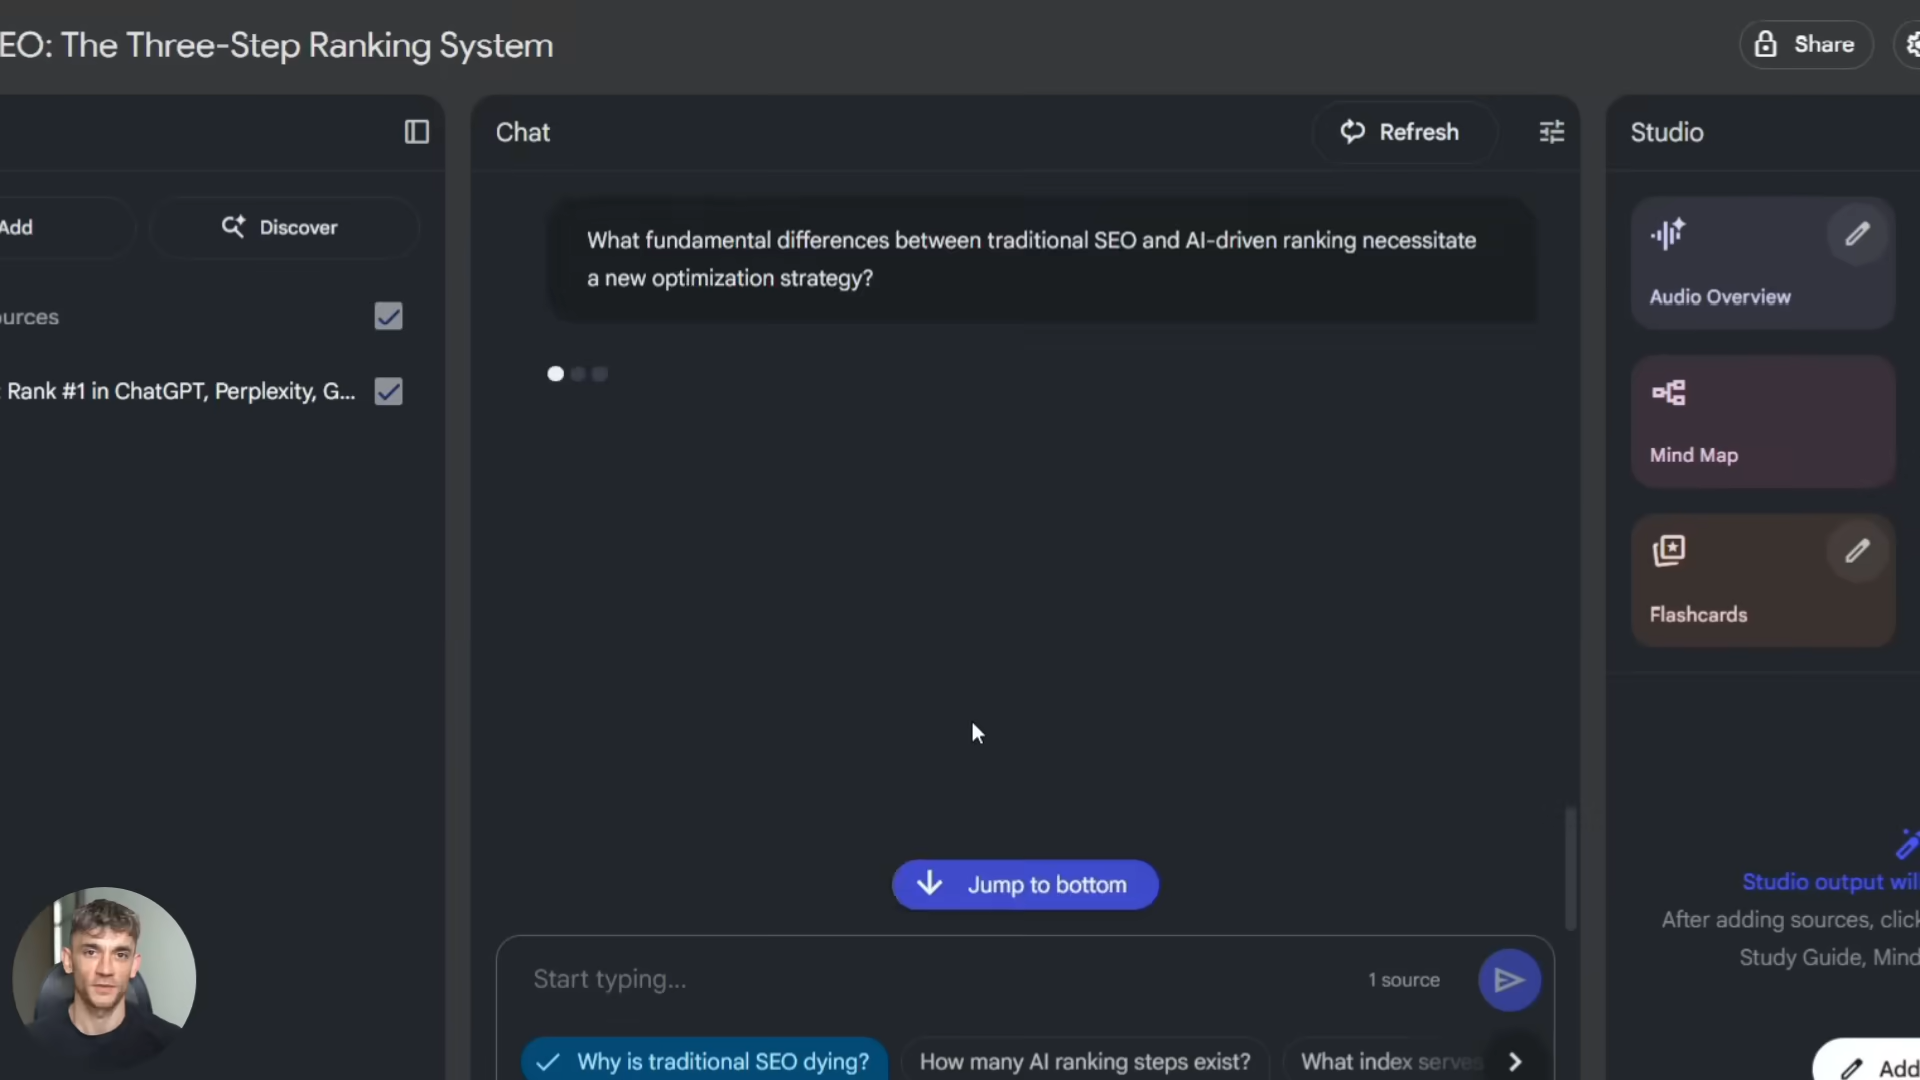 EO: The Three-Step Ranking System
Share
Add
Discover
ources
Rank #1 in ChatGPT, Perplexity, G...
Chat
Refresh
What fundamental differences between traditional SEO and AI-driven ranking necessitate
a new optimization strategy?
Jump to bottom
Start typing...
1 source
Why is traditional SEO dying?
How many AI ranking steps exist?
What index serves
Studio
Audio Overview
Mind Map
Flashcards
Studio output will
After adding sources, click
Study Guide, Mind
Add